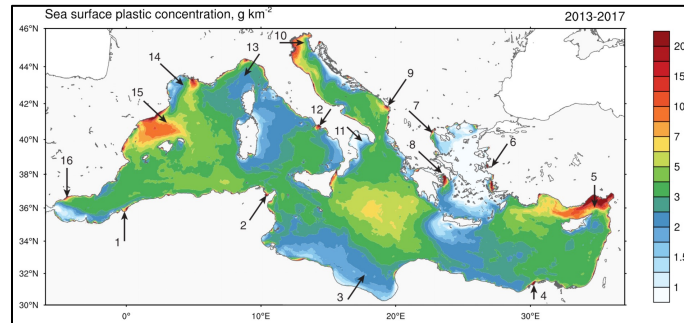 Sea surface plastic concentration, g km-2 2013-2017
46°N
44°N
42°N
40°N
38°N
36°N
34°N
32°N
30°N
0° 10°E 20°E 30°E
10
13
14
15
16
12
11
9
7
8
6
5
1
2
3
4
20
15
10
7
5
3
2
1.5
1